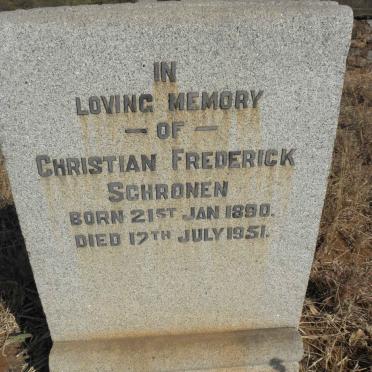 IN
LOVING MEMORY
— OF —
CHRISTIAN FREDERICK
SCHRONEN
BORN 21ST JAN 1890.
DIED 17TH JULY 1951.